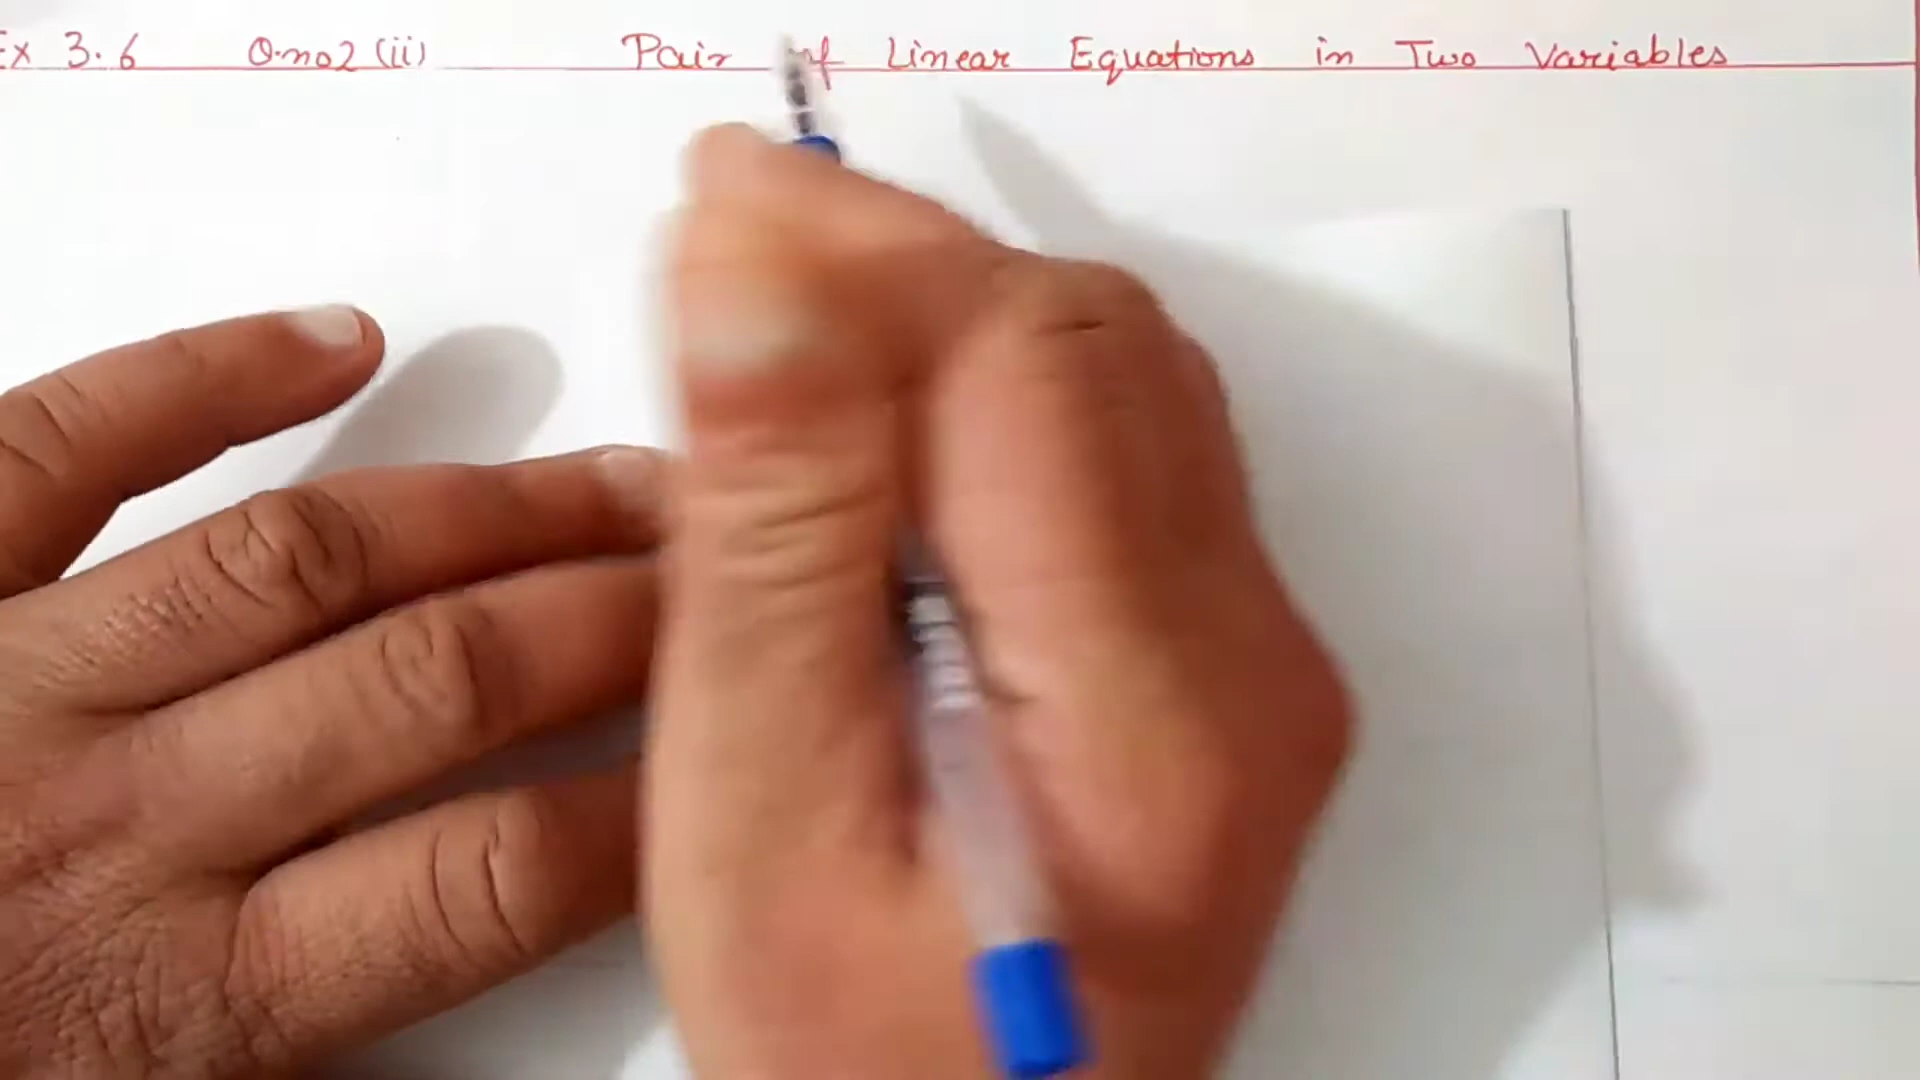 Ex 3.6 Q.no2 (ii) Pair of Linear Equations in Two Variables